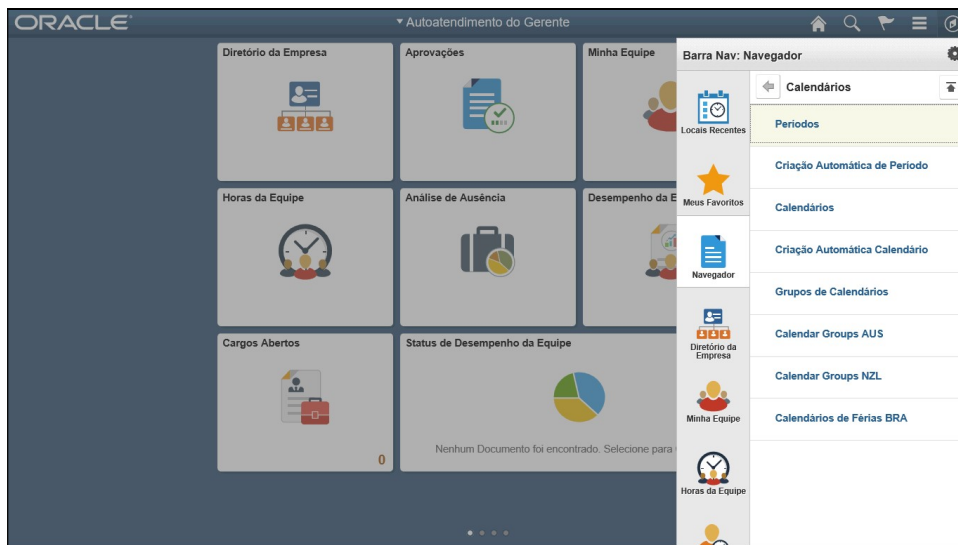 ORACLE
Autoatendimento do Gerente
Diretório da Empresa
Aprovações
Minha Equipe
Horas da Equipe
Análise de Ausência
Desempenho da E
Cargos Abertos
0
Status de Desempenho da Equipe
Nenhum Documento foi encontrado. Selecione para
Barra Nav: Navegador
Locais Recentes
Meus Favoritos
Navegador
Diretório da
Empresa
Minha Equipe
Horas da Equipe
Calendários
Períodos
Criação Automática de Período
Calendários
Criação Automática Calendário
Grupos de Calendários
Calendar Groups AUS
Calendar Groups NZL
Calendários de Férias BRA